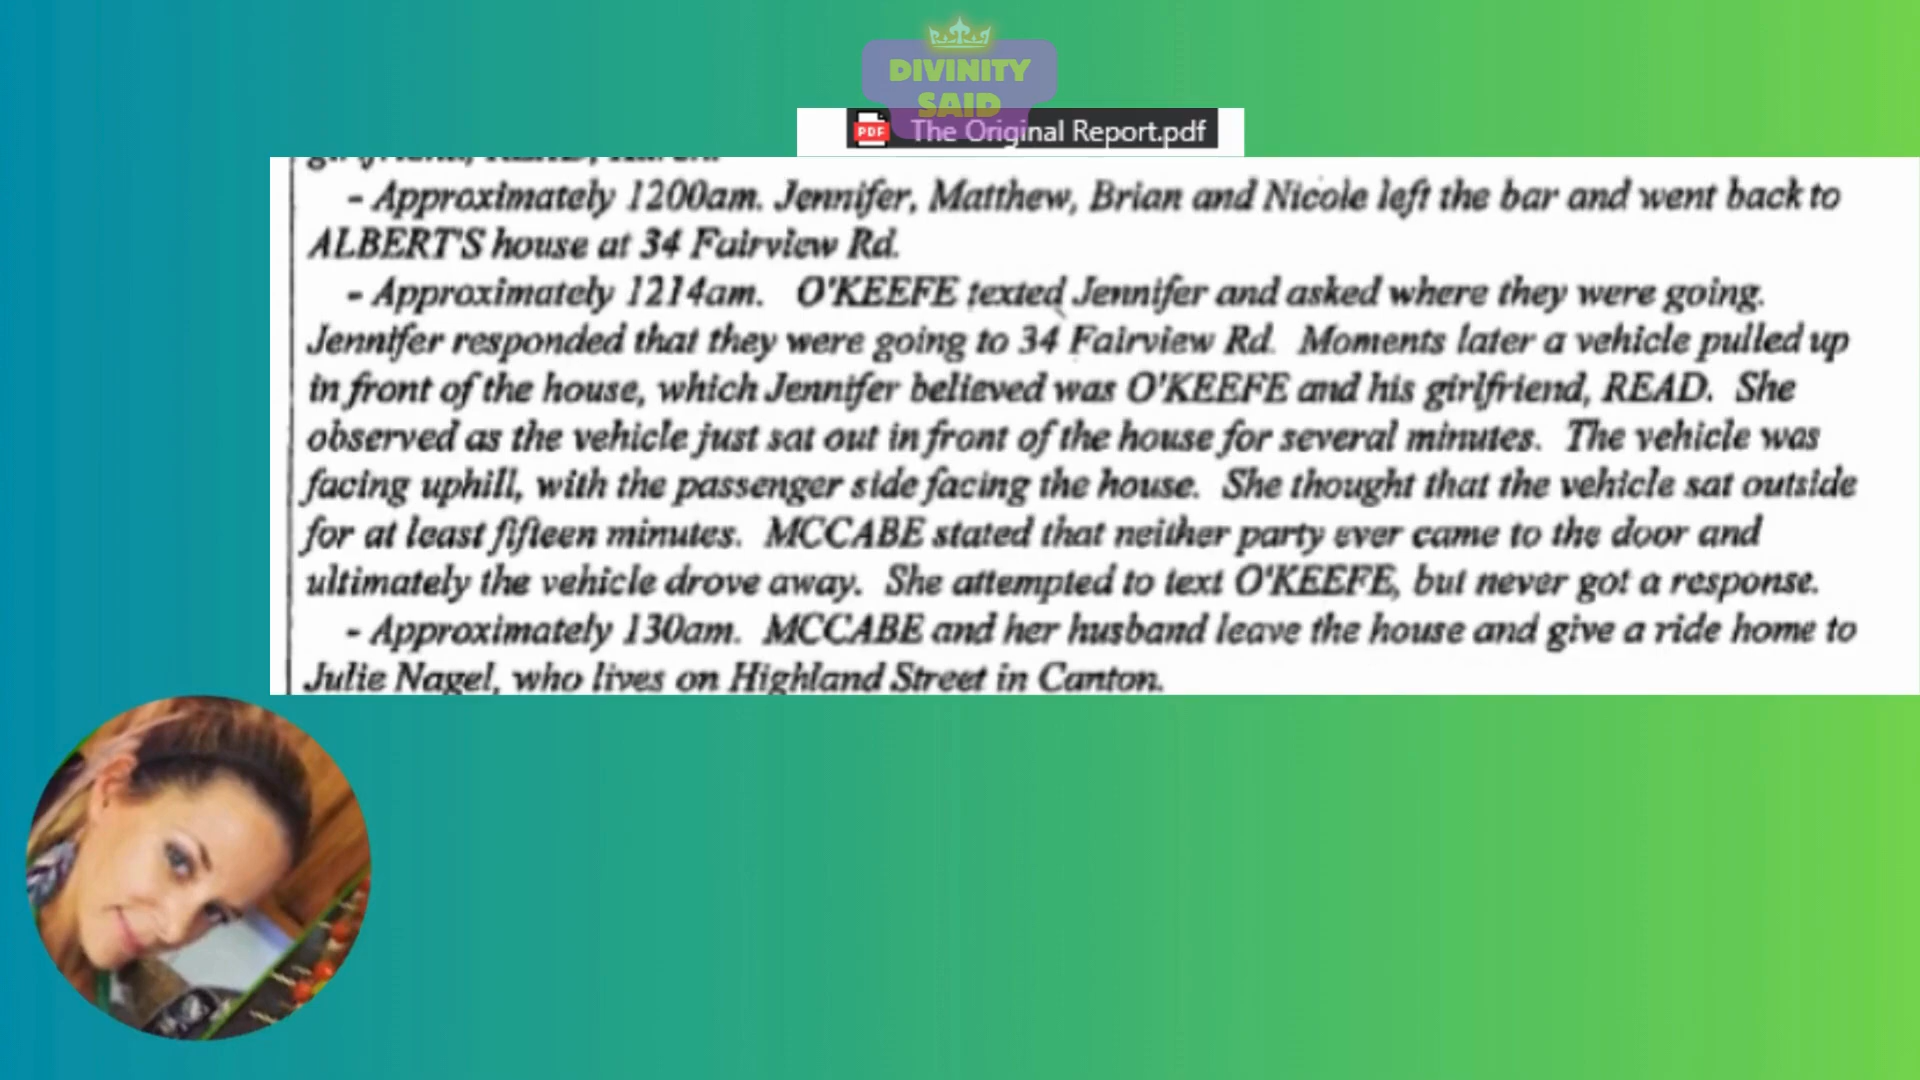 DIVINITY
SAID
PDF The Original Report.pdf
- Approximately 1200am. Jennifer, Matthew, Brian and Nicole left the bar and went back to
ALBERT'S house at 34 Fairview Rd.
- Approximately 1214am. O'KEEFE texted Jennifer and asked where they were going.
Jennifer responded that they were going to 34 Fairview Rd. Moments later a vehicle pulled up
in front of the house, which Jennifer believed was O'KEEFE and his girlfriend, READ. She
observed as the vehicle just sat out in front of the house for several minutes. The vehicle was
facing uphill, with the passenger side facing the house. She thought that the vehicle sat outside
for at least fifteen minutes. MCCABE stated that neither party ever came to the door and
ultimately the vehicle drove away. She attempted to text O'KEEFE, but never got a response.
- Approximately 130am. MCCABE and her husband leave the house and give a ride home to
Julie Nagel, who lives on Highland Street in Canton.